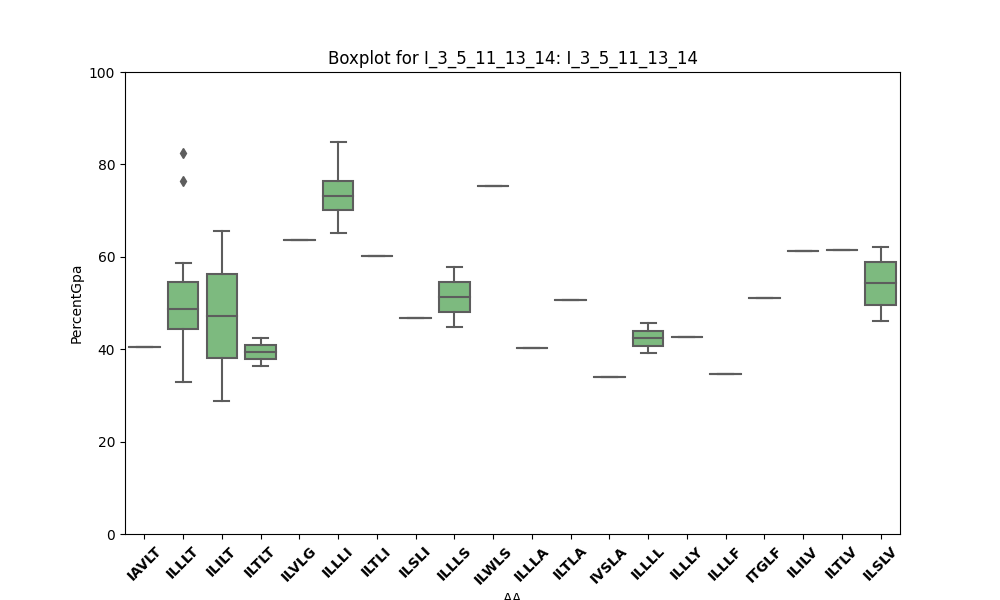 Boxplot for I_3_5_11_13_14: I_3_5_11_13_14
PercentGpa
100
80
60
40
20
0
IAVLT
ILLLT
ILILT
ILTLT
ILVLG
ILLLI
ILTLI
ILSLI
ILLLS
ILWLS
ILLLA
ILTLA
IVSLA
ILLLL
ILLLY
ILLLF
ITGLF
ILILV
ILTLV
ILSLV
AA